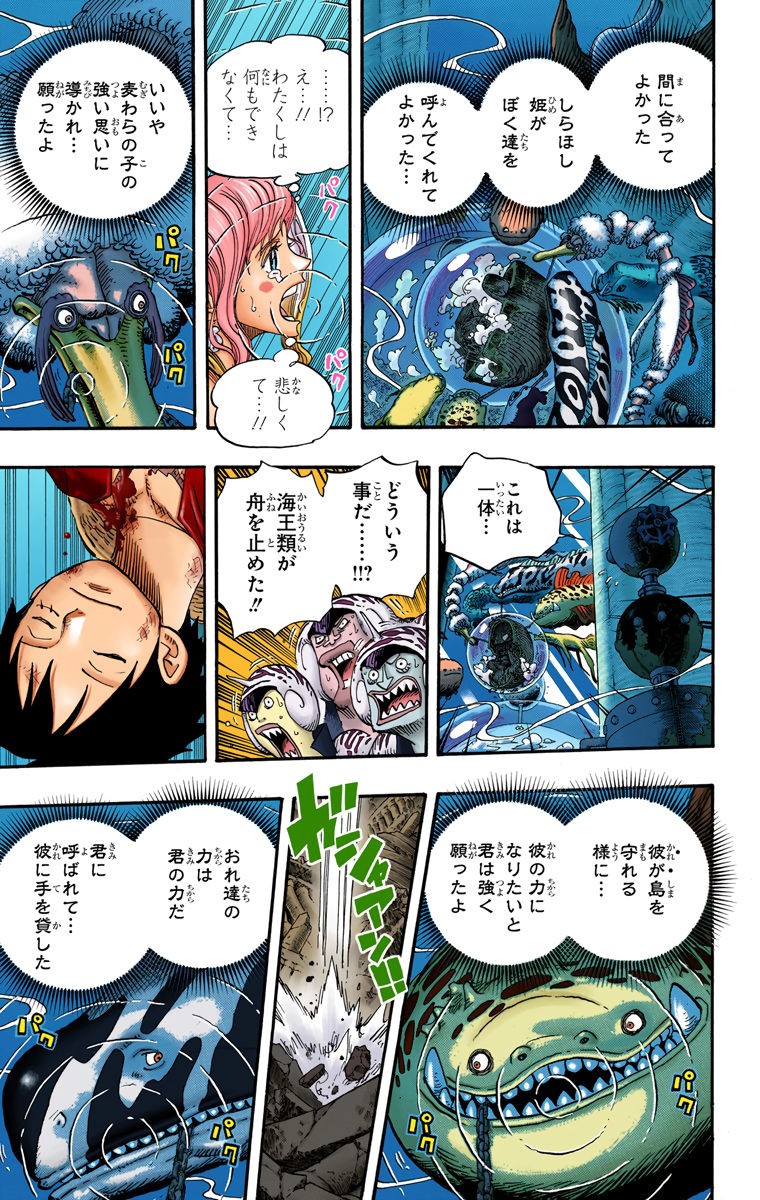 間に合って
よかった
しらほし
姫が
ぼく達を
呼んでくれて
よかった…
……!?
え…!!
わたくしは
何もでき
なくて…
パク
悲しく
て…!!
パク
いいや
麦わらの子の
強い思いに
導かれ…
願ったよ
パク
パク
これは
一体…
どういう
事だ……!!?
海王類が
舟を止めた!!
彼が島を
守れる
様に…
彼の力に
なりたいと
君は強く
願ったよ
パク
パク
ガシャアァン!!
おれ達の
力は
君の力だ
君に
呼ばれて…
彼に手を貸した
パク
パク